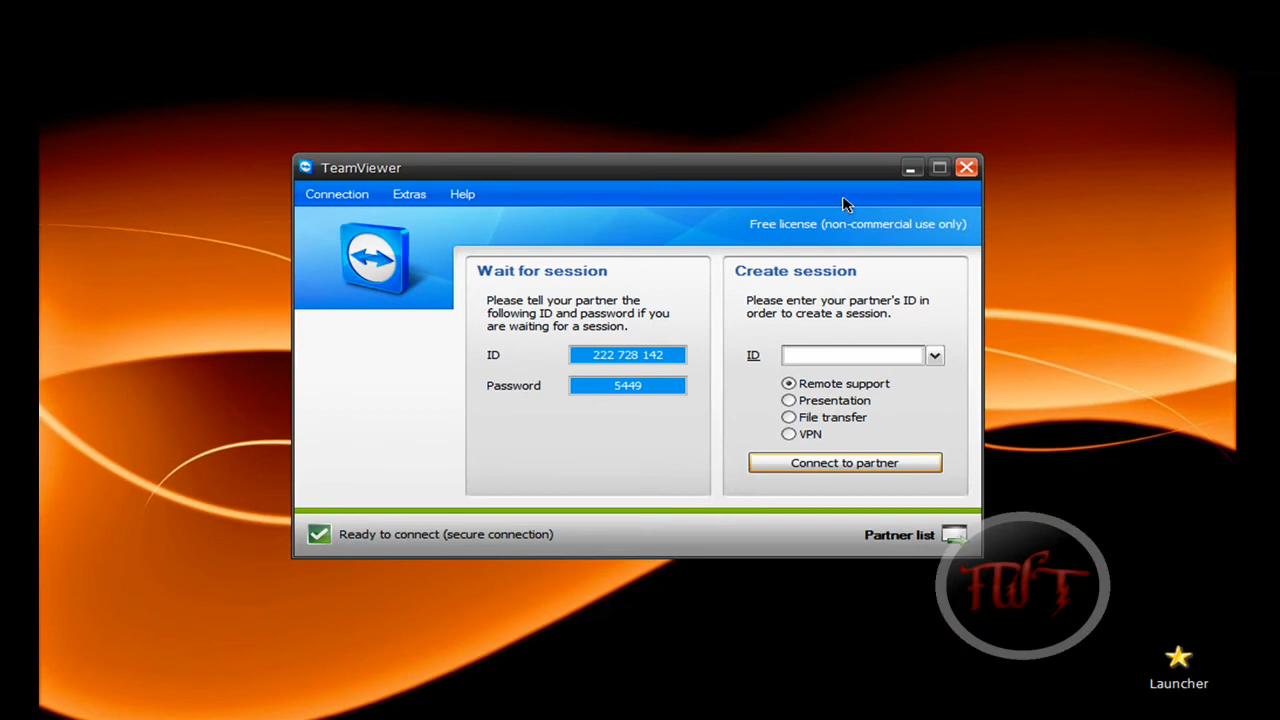 TeamViewer
Connection Extras Help
Free license (non-commercial use only)
Wait for session
Please tell your partner the
following ID and password if you
are waiting for a session.
ID 222 728 142
Password 5449
Create session
Please enter your partner's ID in
order to create a session.
ID
Remote support
Presentation
File transfer
VPN
Connect to partner
Ready to connect (secure connection)
Partner list
TWFT
Launcher